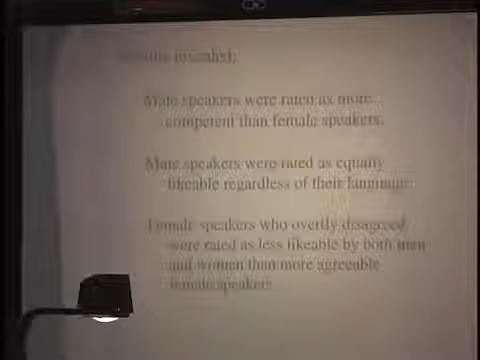 Results revealed:
Male speakers were rated as more
competent than female speakers.
Male speakers were rated as equally
likeable regardless of their language.
Female speakers who overtly disagreed
were rated as less likeable by both men
and women than more agreeable
female speakers